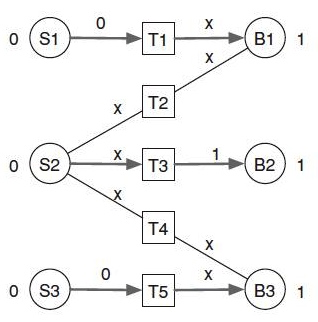 0 x
0 S1 T1 B1 1
x
x T2
0 S2 x T3 1 B2 1
x
T4
x
0 x
0 S3 T5 B3 1